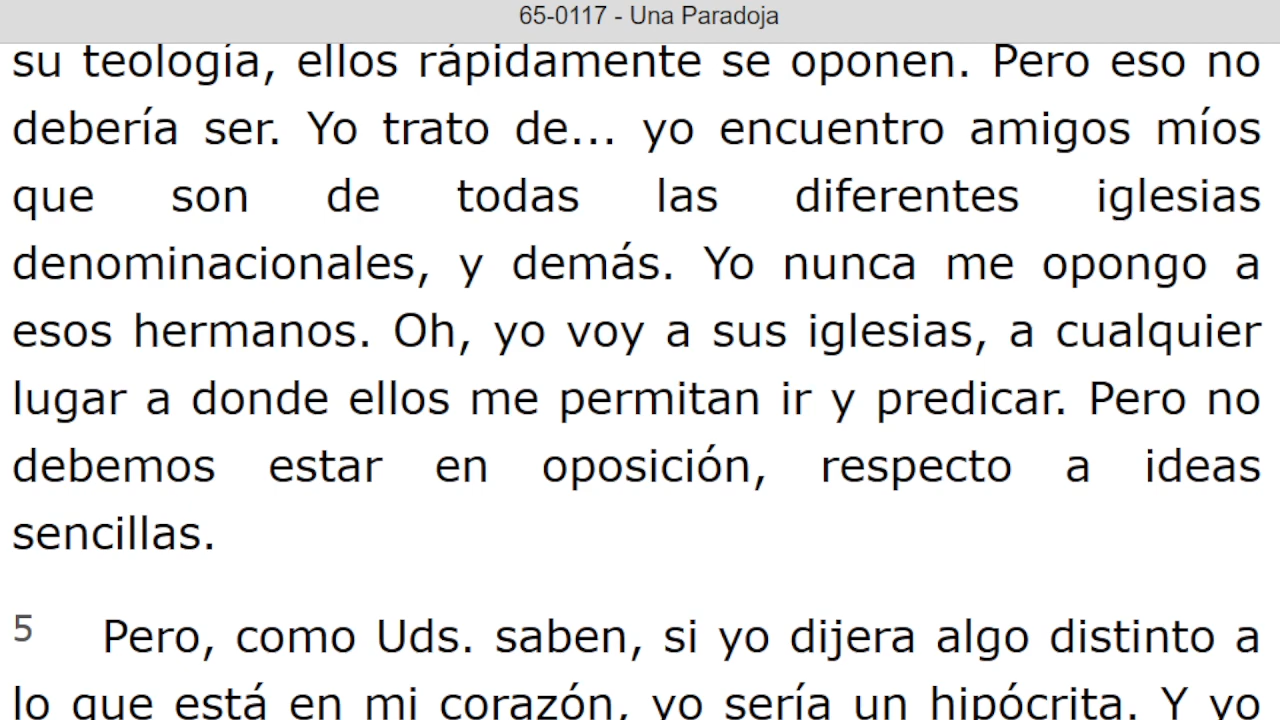 65-0117 - Una Paradoja
su teología, ellos rápidamente se oponen. Pero eso no
debería ser. Yo trato de... yo encuentro amigos míos
que son de todas las diferentes iglesias
denominacionales, y demás. Yo nunca me opongo a
esos hermanos. Oh, yo voy a sus iglesias, a cualquier
lugar a donde ellos me permitan ir y predicar. Pero no
debemos estar en oposición, respecto a ideas
sencillas.
5 Pero, como Uds. saben, si yo dijera algo distinto a
lo que está en mi corazón, yo sería un hipócrita. Y yo